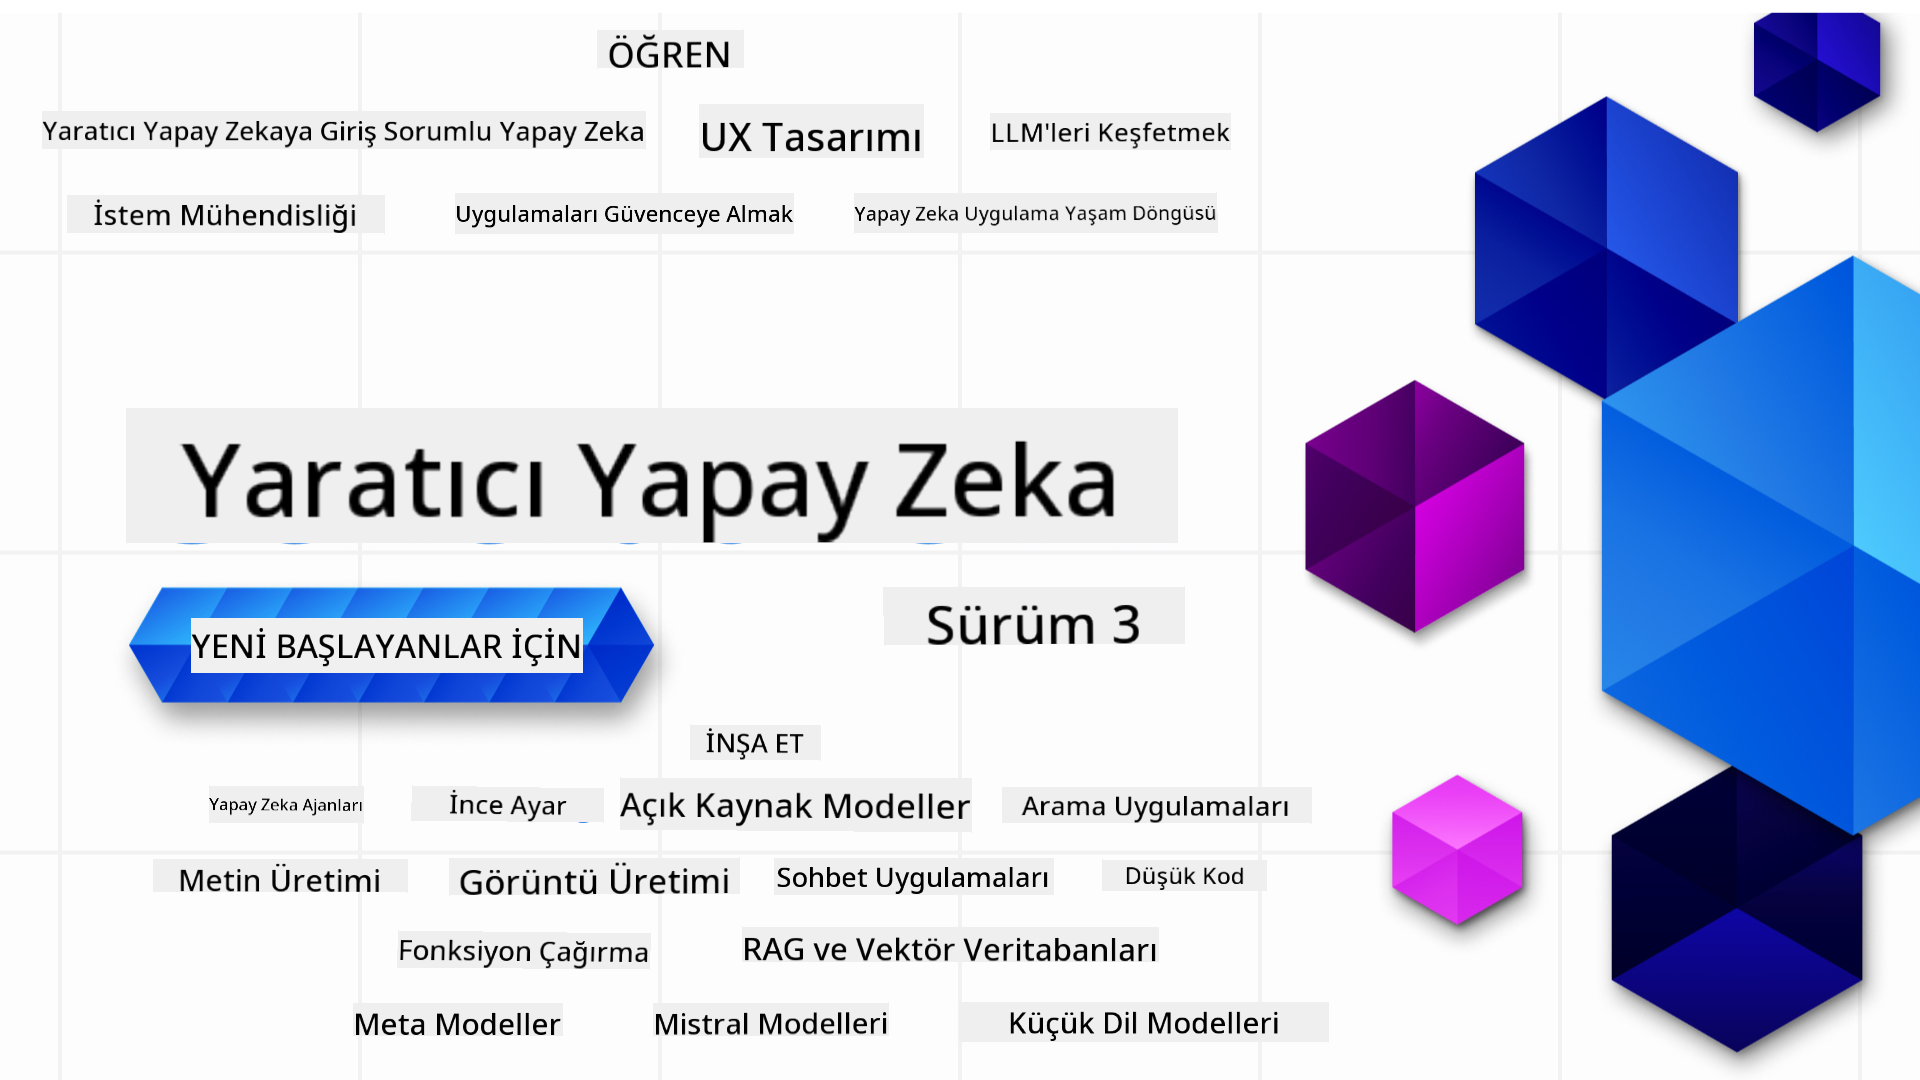 ÖĞREN
Yaratıcı Yapay Zekaya Giriş Sorumlu Yapay Zeka
UX Tasarımı
LLM'leri Keşfetmek
İstem Mühendisliği
Uygulamaları Güvenceye Almak
Yapay Zeka Uygulama Yaşam Döngüsü
Yaratıcı Yapay Zeka
YENİ BAŞLAYANLAR İÇİN
Sürüm 3
İNŞA ET
Yapay Zeka Ajanları
İnce Ayar
Açık Kaynak Modeller
Arama Uygulamaları
Metin Üretimi
Görüntü Üretimi
Sohbet Uygulamaları
Düşük Kod
Fonksiyon Çağırma
RAG ve Vektör Veritabanları
Meta Modeller
Mistral Modelleri
Küçük Dil Modelleri